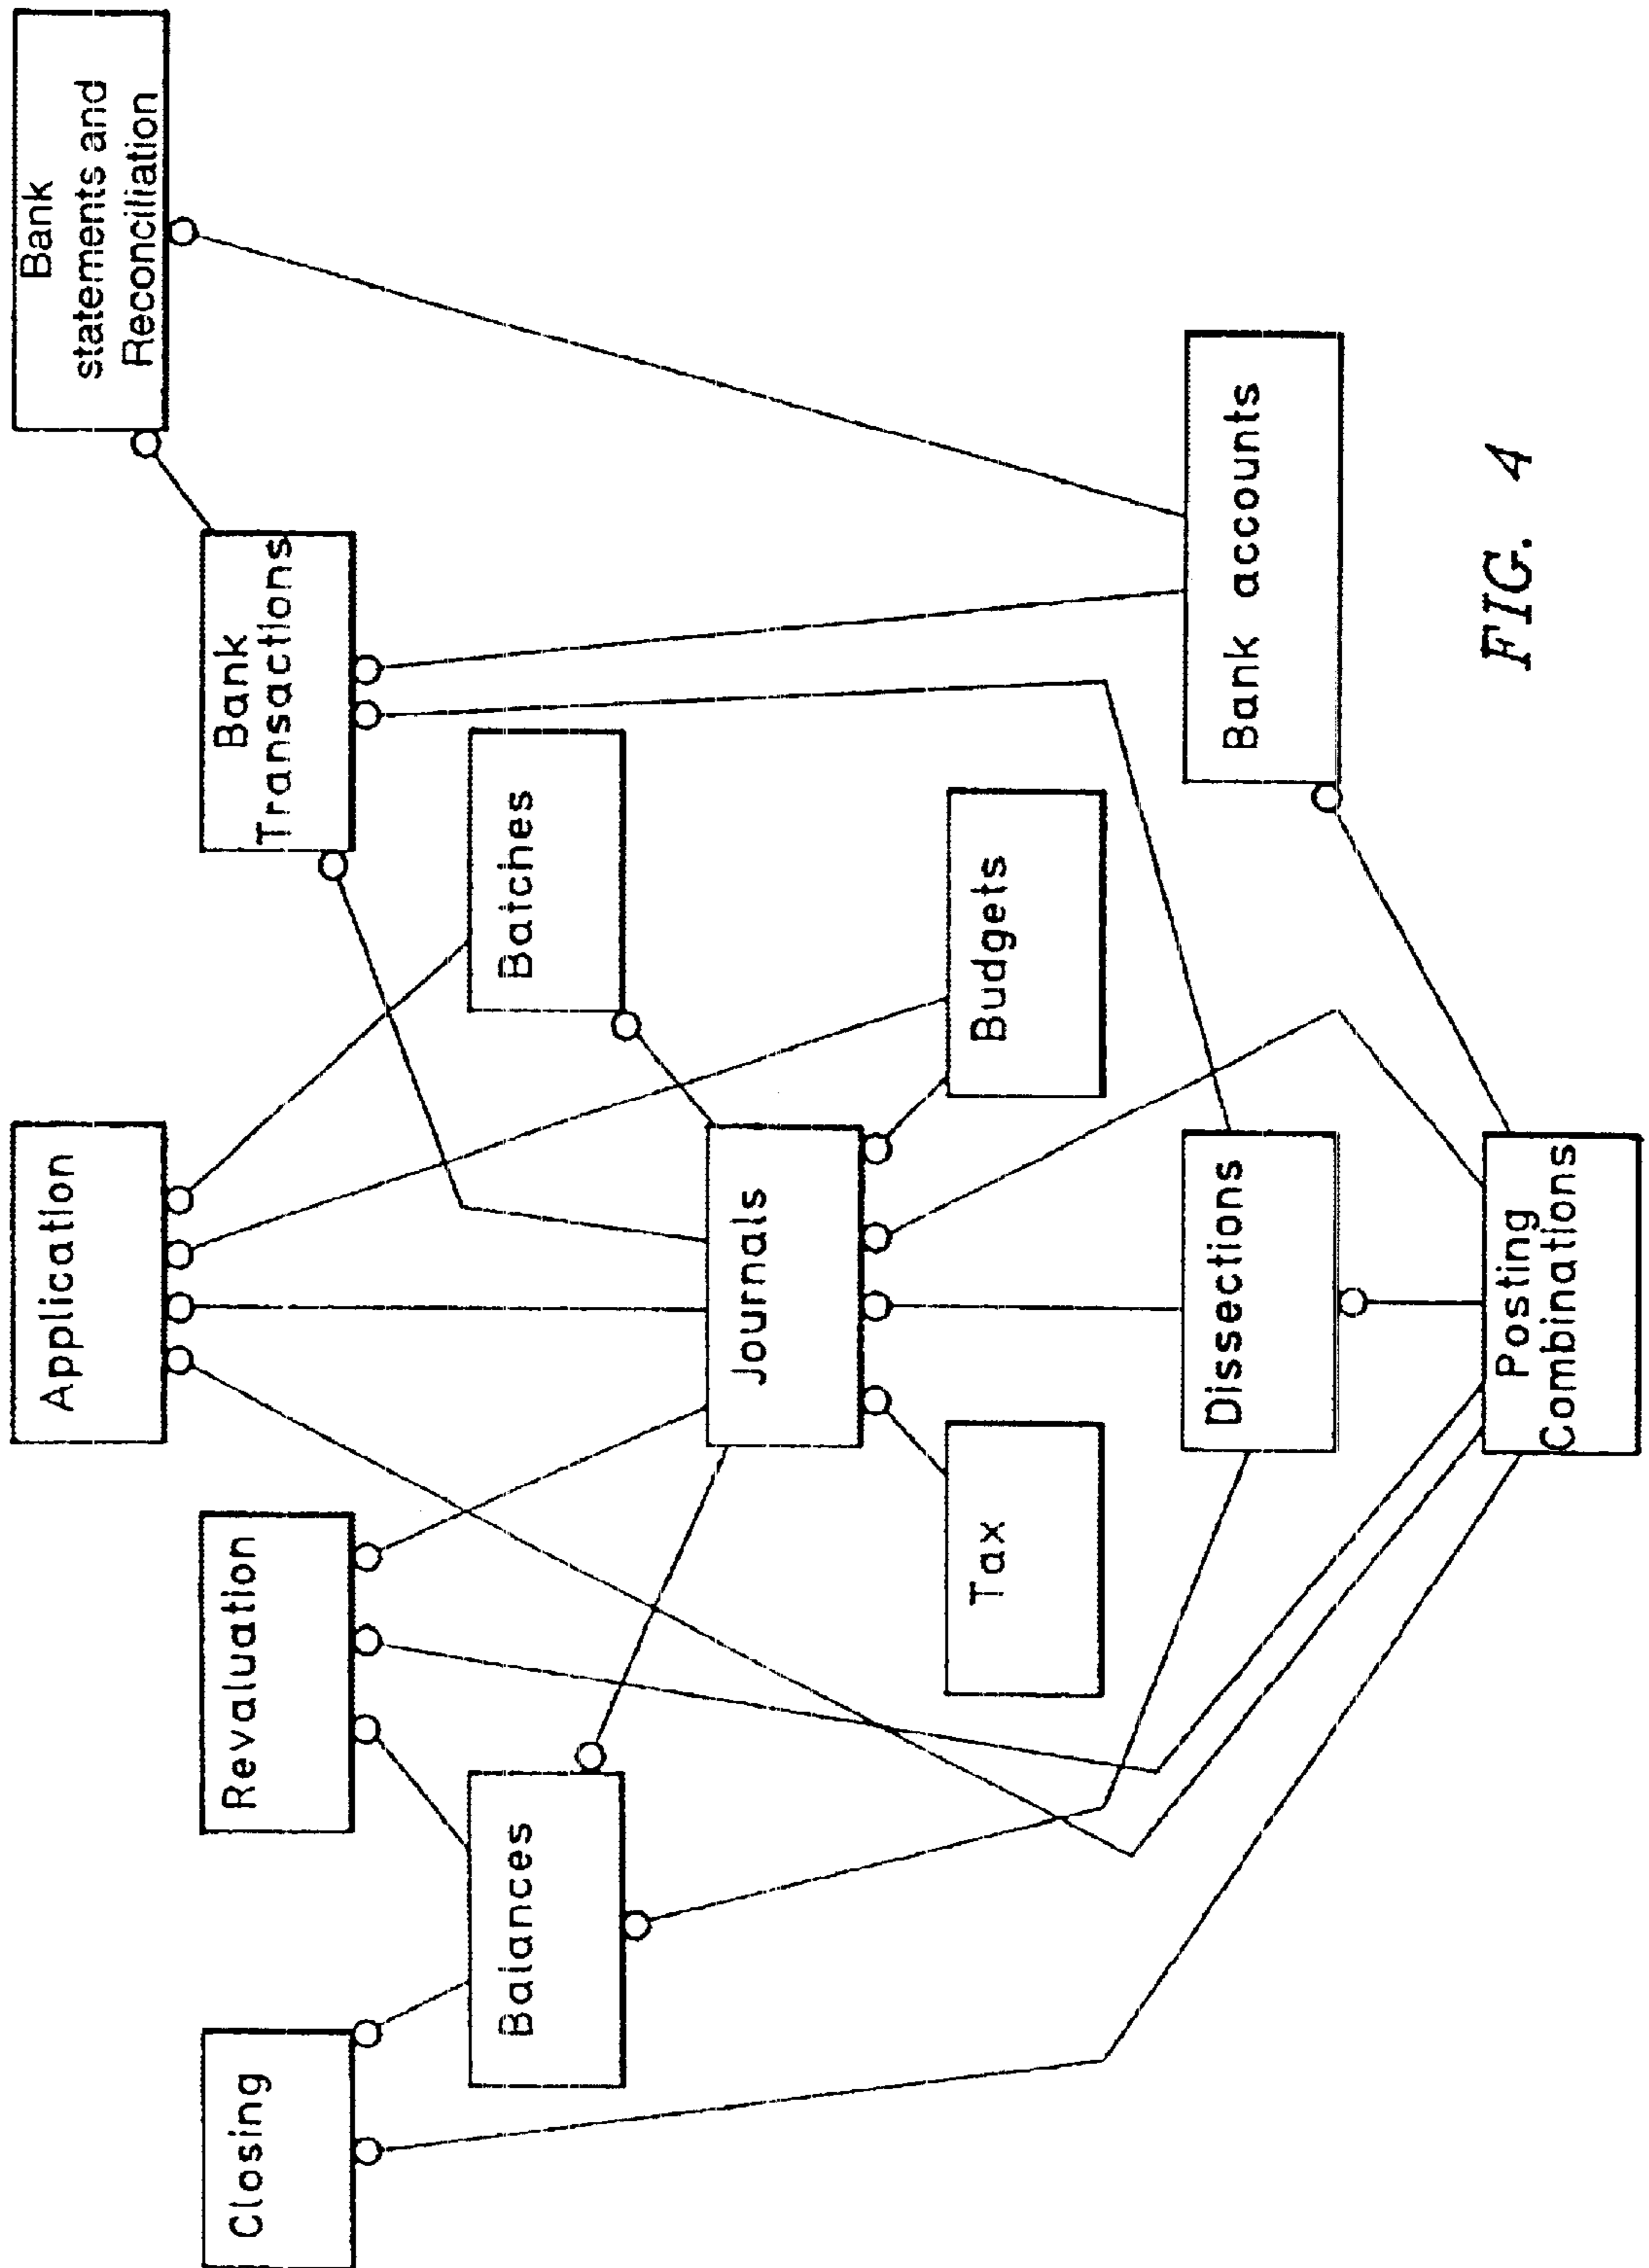 Bank
statements and
Reconciliation
Application
Bank
Transactions
Revaluation
Closing
Batches
Balances
Journals
Budgets
Tax
Bank accounts
Dissections
Posting
Combinations
FIG. 4